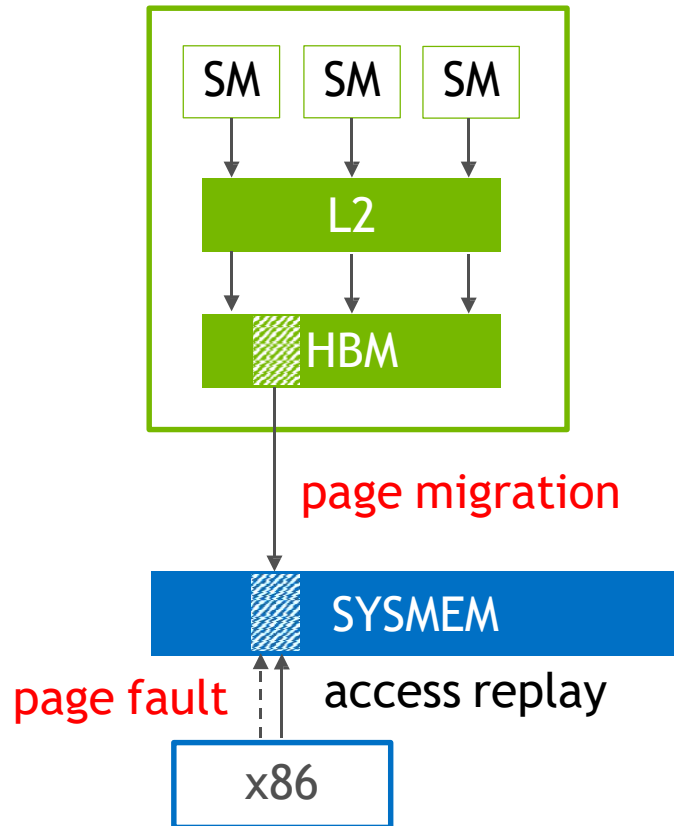 SM SM SM
L2
HBM
page migration
SYSMEM
page fault
access replay
x86